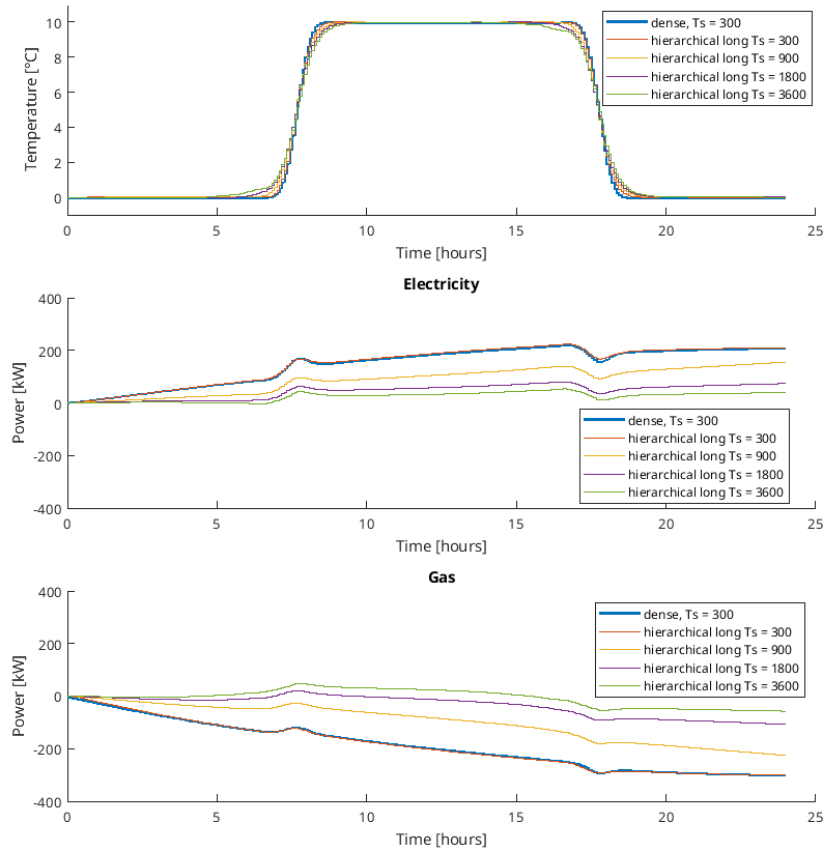 10
8
6
4
2
0
Temperature [°C]
dense, Ts = 300
hierarchical long Ts = 300
hierarchical long Ts = 900
hierarchical long Ts = 1800
hierarchical long Ts = 3600
0 5 10 15 20 25
Time [hours]
Electricity
400
200
0
-200
-400
Power [kW]
dense, Ts = 300
hierarchical long Ts = 300
hierarchical long Ts = 900
hierarchical long Ts = 1800
hierarchical long Ts = 3600
0 5 10 15 20 25
Time [hours]
Gas
400
200
0
-200
-400
Power [kW]
dense, Ts = 300
hierarchical long Ts = 300
hierarchical long Ts = 900
hierarchical long Ts = 1800
hierarchical long Ts = 3600
0 5 10 15 20 25
Time [hours]